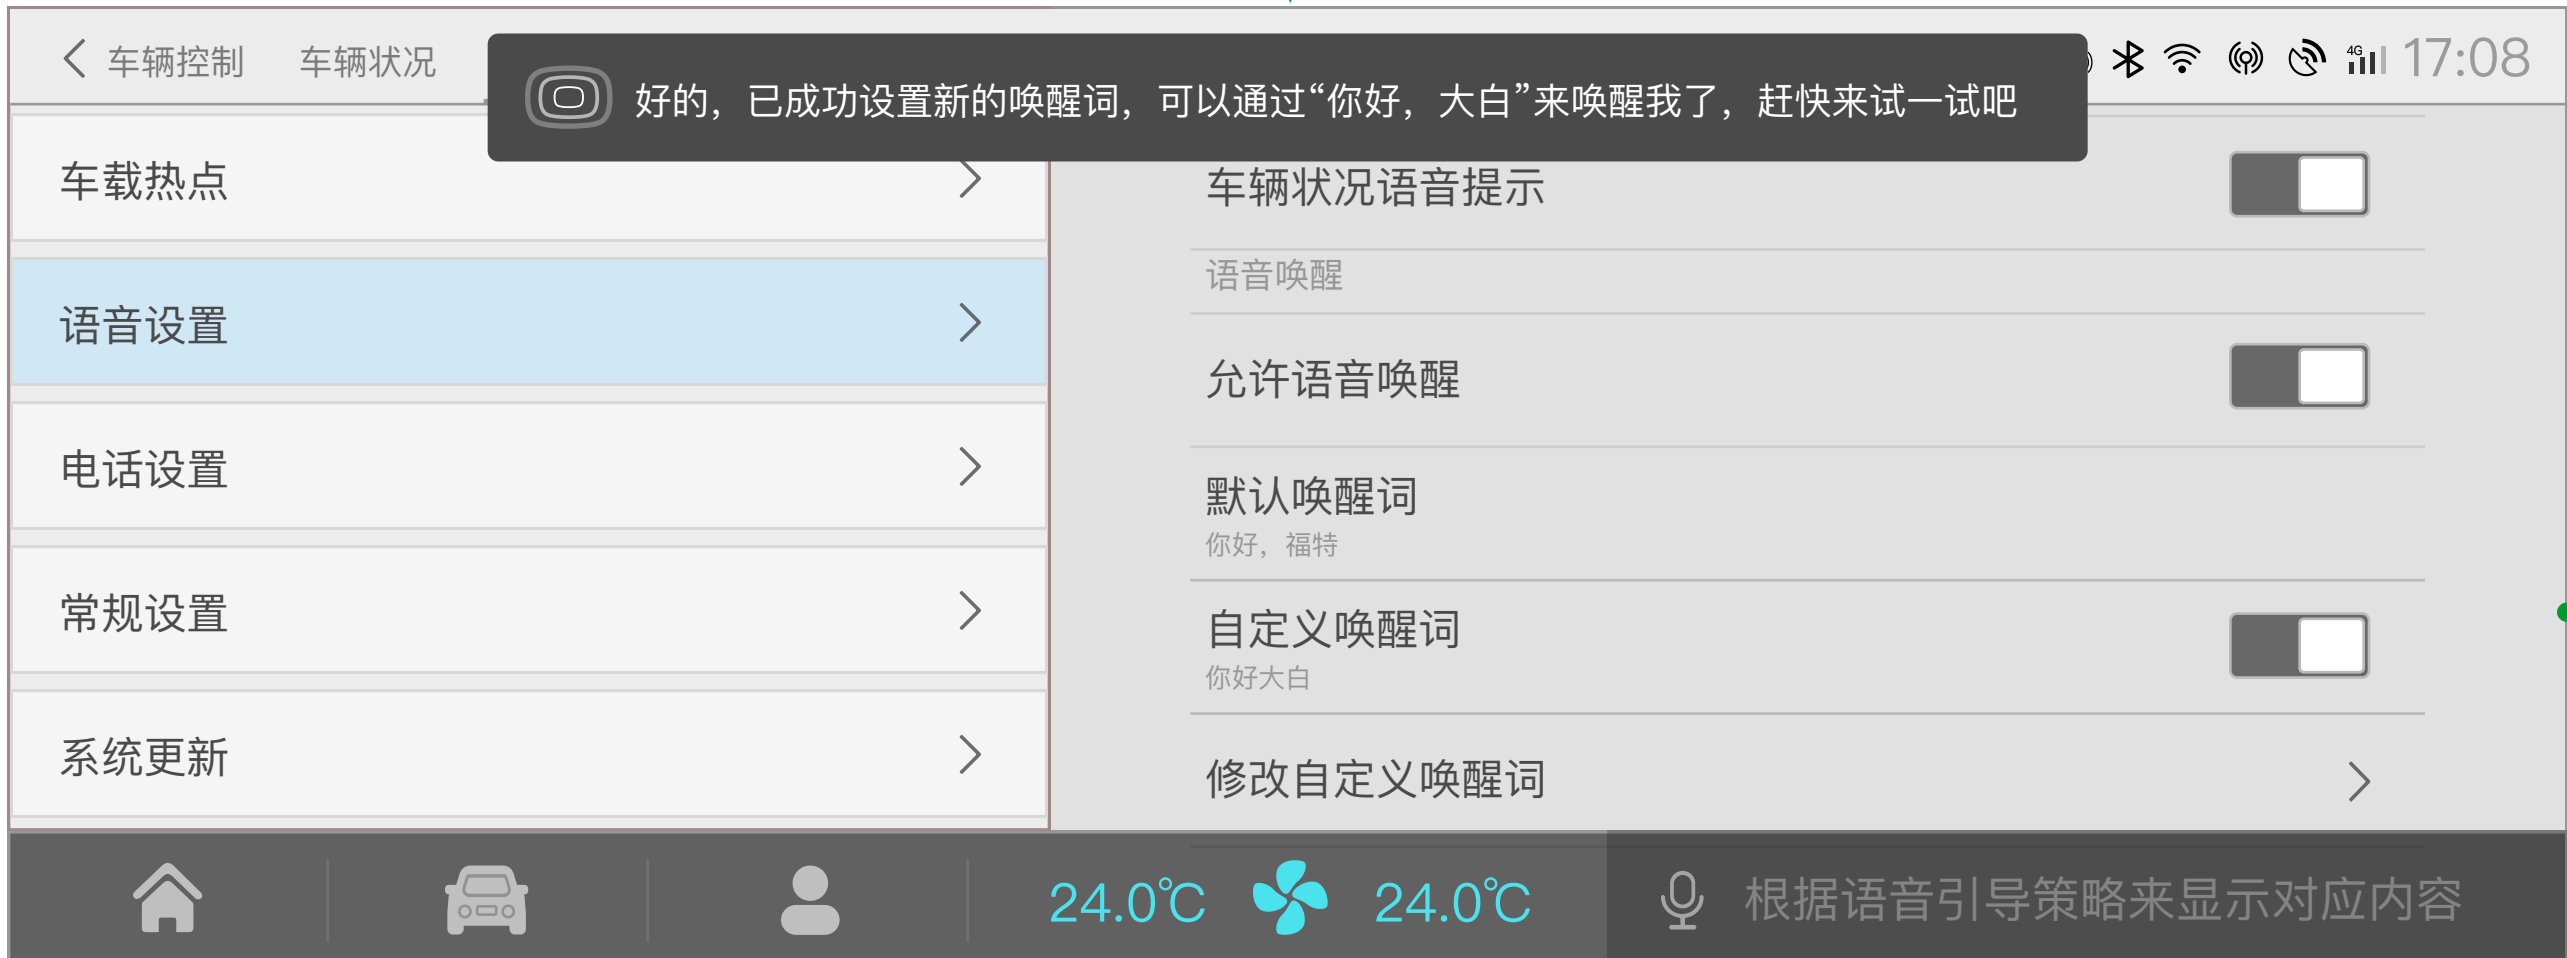 车辆控制
车辆状况
好的，已成功设置新的唤醒词，可以通过“你好，大白”来唤醒我了，赶快来试一试吧
4G
17:08
车载热点
语音设置
电话设置
常规设置
系统更新
车辆状况语音提示
语音唤醒
允许语音唤醒
默认唤醒词
你好，福特
自定义唤醒词
你好大白
修改自定义唤醒词
24.0℃
24.0℃
根据语音引导策略来显示对应内容